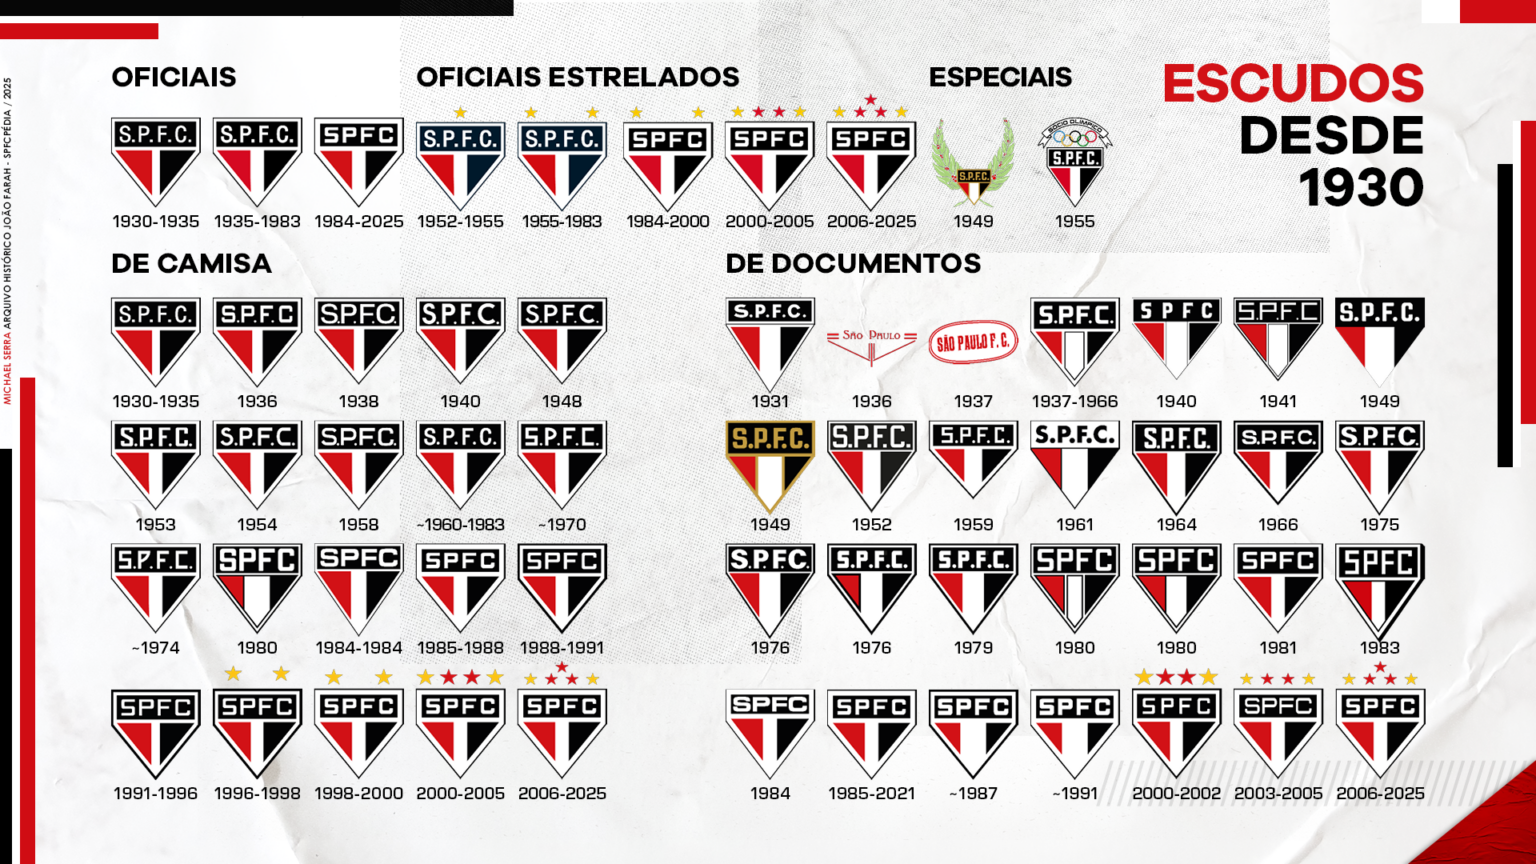 MICHAEL SERRA ARQUIVO HISTÓRICO JOÃO FARAH - SPFCPÉDIA / 2025
ESCUDOS
DESDE
1930
OFICIAIS
S.P.F.C. S.P.F.C. SPFC
1930-1935 1935-1983 1984-2025
OFICIAIS ESTRELADOS
S.P.F.C. S.P.F.C. SPFC SPFC SPFC
1952-1955 1955-1983 1984-2000 2000-2005 2006-2025
ESPECIAIS
SÓCIO OLÍMPICO
S.P.F.C. S.P.F.C.
1949 1955
DE CAMISA
S.P.F.C. S.P.F.C S.P.F.C. S.P.F.C. S.P.F.C.
1930-1935 1936 1938 1940 1948
S.P.F.C. S.P.F.C. S.P.F.C. S.P.F.C. S.P.F.C.
1953 1954 1958 ~1960-1983 ~1970
S.P.F.C. SPFC SPFC SPFC SPFC
~1974 1980 1984-1984 1985-1988 1988-1991
SPFC SPFC SPFC SPFC SPFC
1991-1996 1996-1998 1998-2000 2000-2005 2006-2025
DE DOCUMENTOS
S.P.F.C. São Paulo SÃO PAULO F. C. S.P.F.C. S P F C S.P.F.C S.P.F.C.
1931 1936 1937 1937-1966 1940 1941 1949
S.P.F.C. S.P.F.C. S.P.F.C. S.P.F.C. S.P.F.C. S.P.F.C. S.P.F.C.
1949 1952 1959 1961 1964 1966 1975
S.P.F.C. S.P.F.C. S.P.F.C. SPFC SPFC SPFC SPFC
1976 1976 1979 1980 1980 1981 1983
SPFC SPFC SPFC SPFC SPFC SPFC SPFC
1984 1985-2021 ~1987 ~1991 2000-2002 2003-2005 2006-2025